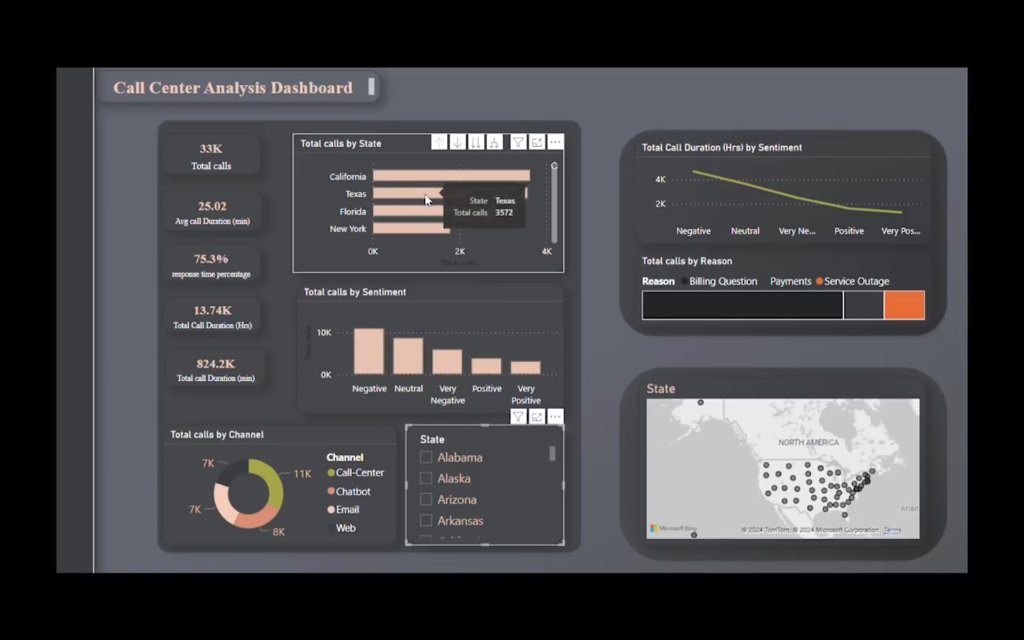 Call Center Analysis Dashboard
33K
Total calls
25.02
Avg call Duration (min)
75.3%
response time percentage
13.74K
Total Call Duration (Hrs)
824.2K
Total call Duration (min)
Total calls by State
California
Texas
Florida
New York
0K
2K
4K
Total calls
State Texas
Total calls 3572
Total calls by Sentiment
Total calls
10K
0K
Negative
Neutral
Very Negative
Positive
Very Positive
Total calls by Channel
7K
11K
7K
8K
Channel
Call-Center
Chatbot
Email
Web
State
Alabama
Alaska
Arizona
Arkansas
Total Call Duration (Hrs) by Sentiment
4K
2K
Negative
Neutral
Very Ne...
Positive
Very Pos...
Total calls by Reason
Reason Billing Question Payments Service Outage
State
NORTH AMERICA
Atlan
Microsoft Bing
© 2024 TomTom, © 2024 Microsoft Corporation Terms